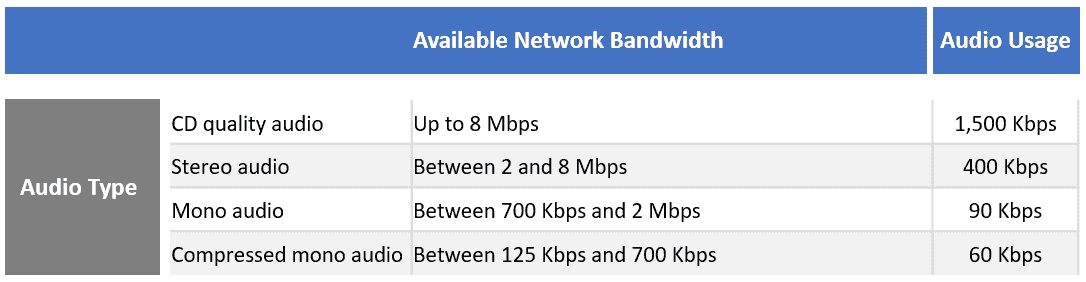 Available Network Bandwidth Audio Usage
Audio Type
CD quality audio Up to 8 Mbps 1,500 Kbps
Stereo audio Between 2 and 8 Mbps 400 Kbps
Mono audio Between 700 Kbps and 2 Mbps 90 Kbps
Compressed mono audio Between 125 Kbps and 700 Kbps 60 Kbps